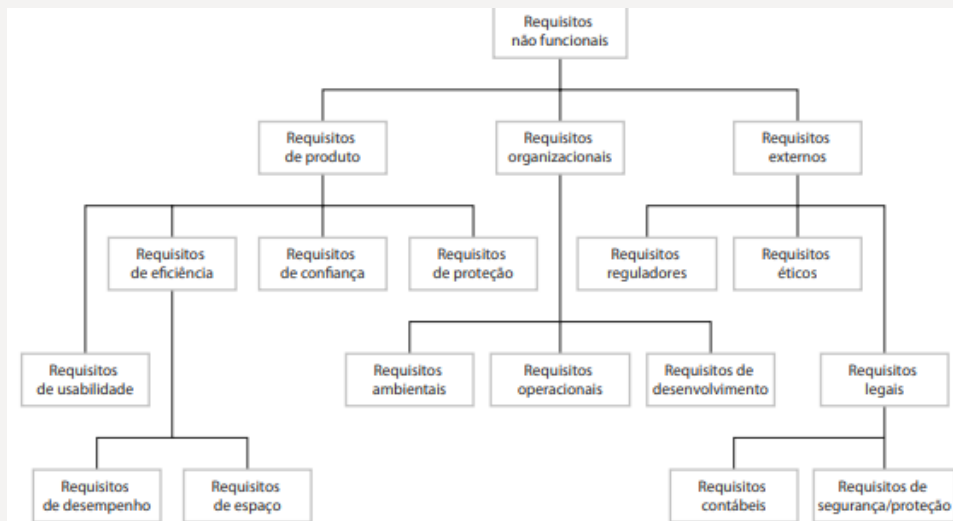 Requisitos
não funcionais
Requisitos
de produto
Requisitos
organizacionais
Requisitos
externos
Requisitos
de eficiência
Requisitos
de confiança
Requisitos
de proteção
Requisitos
reguladores
Requisitos
éticos
Requisitos
de usabilidade
Requisitos
ambientais
Requisitos
operacionais
Requisitos de
desenvolvimento
Requisitos
legais
Requisitos
de desempenho
Requisitos
de espaço
Requisitos
contábeis
Requisitos de
segurança/proteção